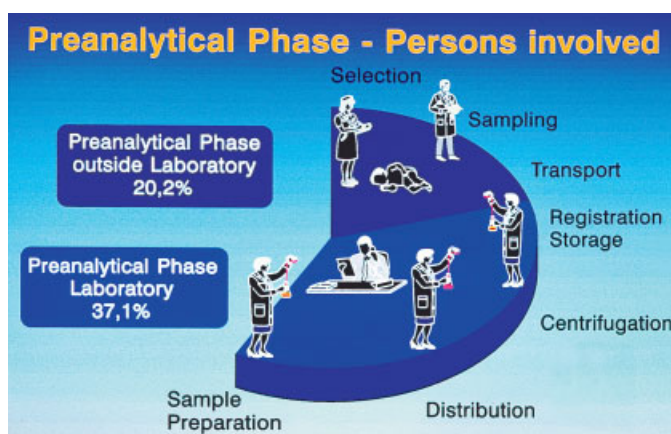 Preanalytical Phase - Persons involved
Selection
Sampling
Transport
Registration
Storage
Centrifugation
Distribution
Sample
Preparation
Preanalytical Phase
outside Laboratory
20,2%
Preanalytical Phase
Laboratory
37,1%